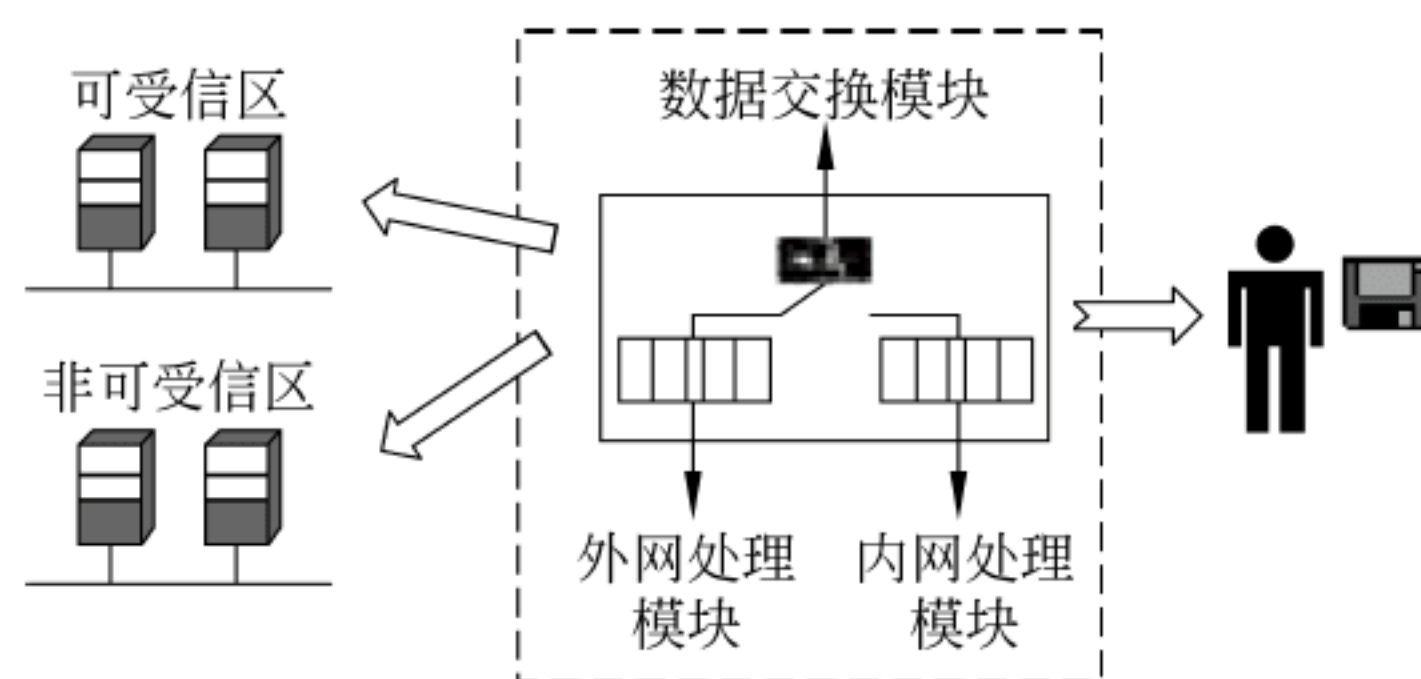 可受信区
数据交换模块
非可受信区
外网处理
模块
内网处理
模块